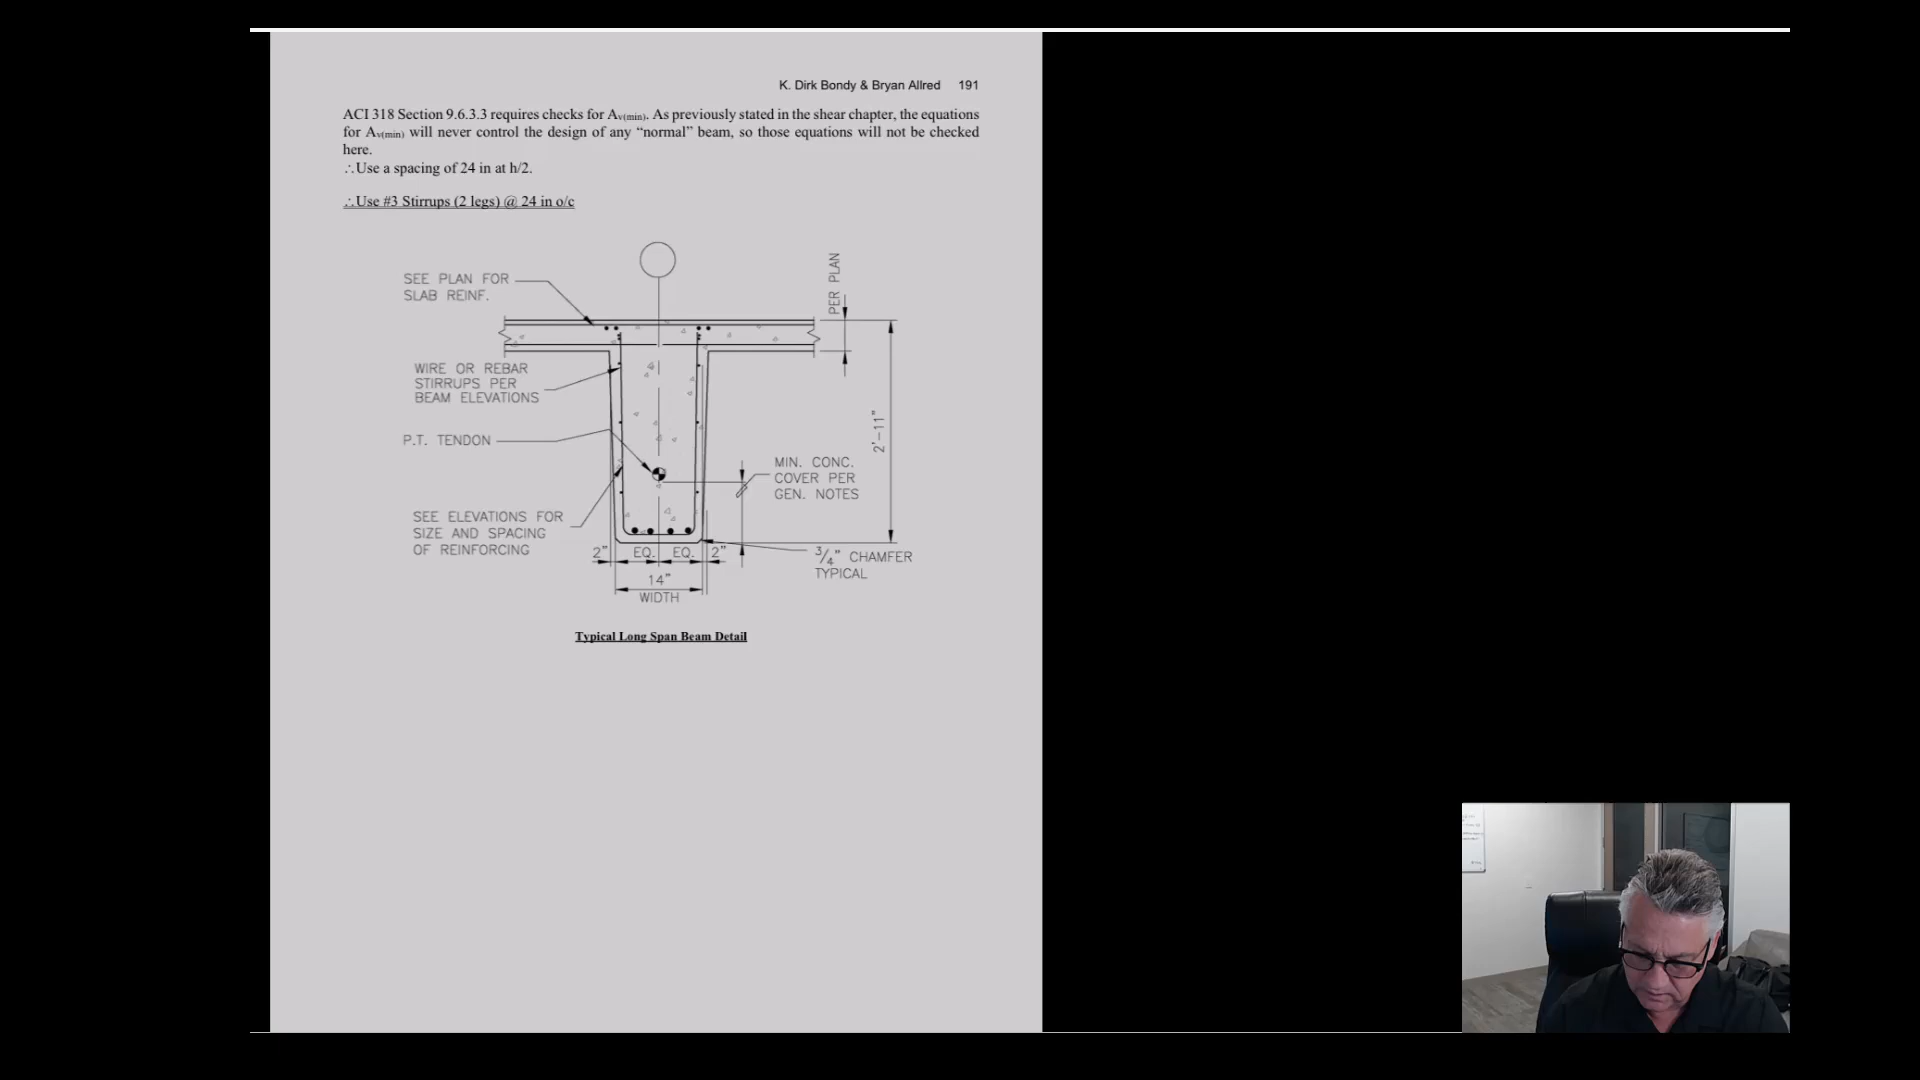 K. Dirk Bondy & Bryan Allred 191
ACI 318 Section 9.6.3.3 requires checks for Av(min). As previously stated in the shear chapter, the equations
for Av(min) will never control the design of any “normal” beam, so those equations will not be checked
here.
∴Use a spacing of 24 in at h/2.
∴Use #3 Stirrups (2 legs) @ 24 in o/c
SEE PLAN FOR
SLAB REINF.
PER PLAN
WIRE OR REBAR
STIRRUPS PER
BEAM ELEVATIONS
P.T. TENDON
2'-11"
MIN. CONC.
COVER PER
GEN. NOTES
SEE ELEVATIONS FOR
SIZE AND SPACING
OF REINFORCING
2" EQ. EQ. 2"
3/4" CHAMFER
TYPICAL
14"
WIDTH
Typical Long Span Beam Detail